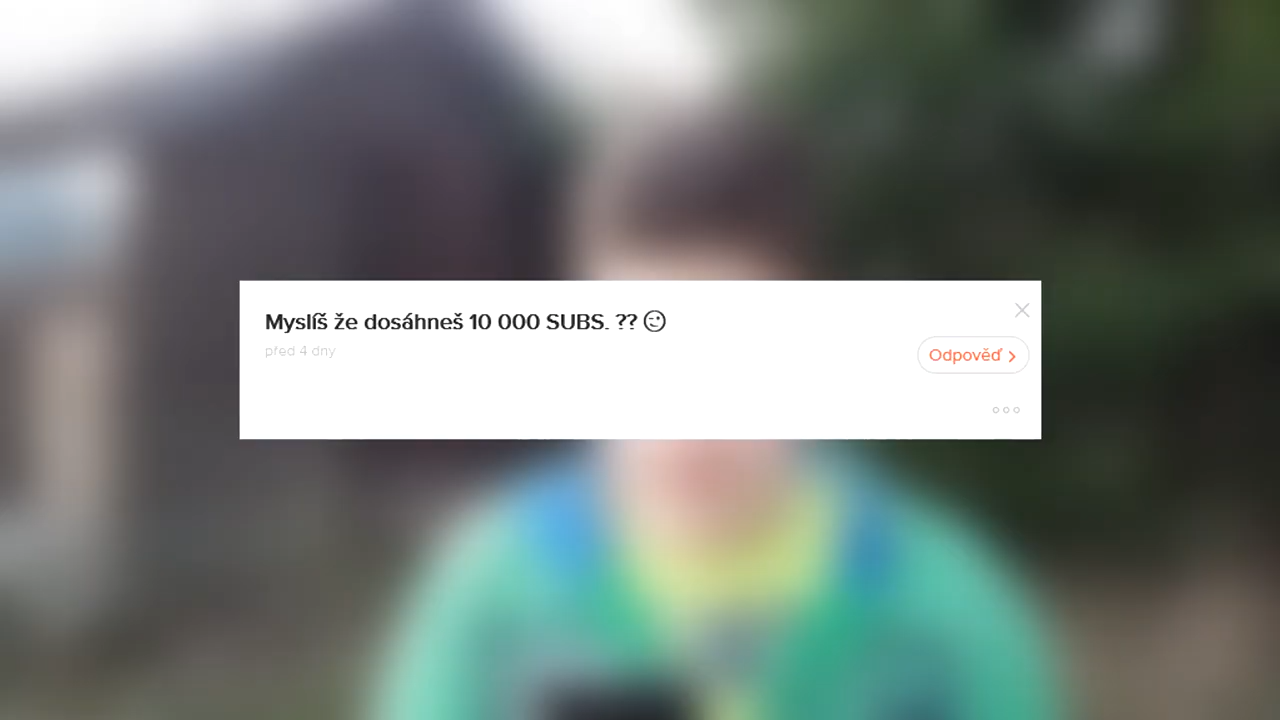 Myslíš že dosáhneš 10 000 SUBS. ?? 😉
před 4 dny
Odpověď